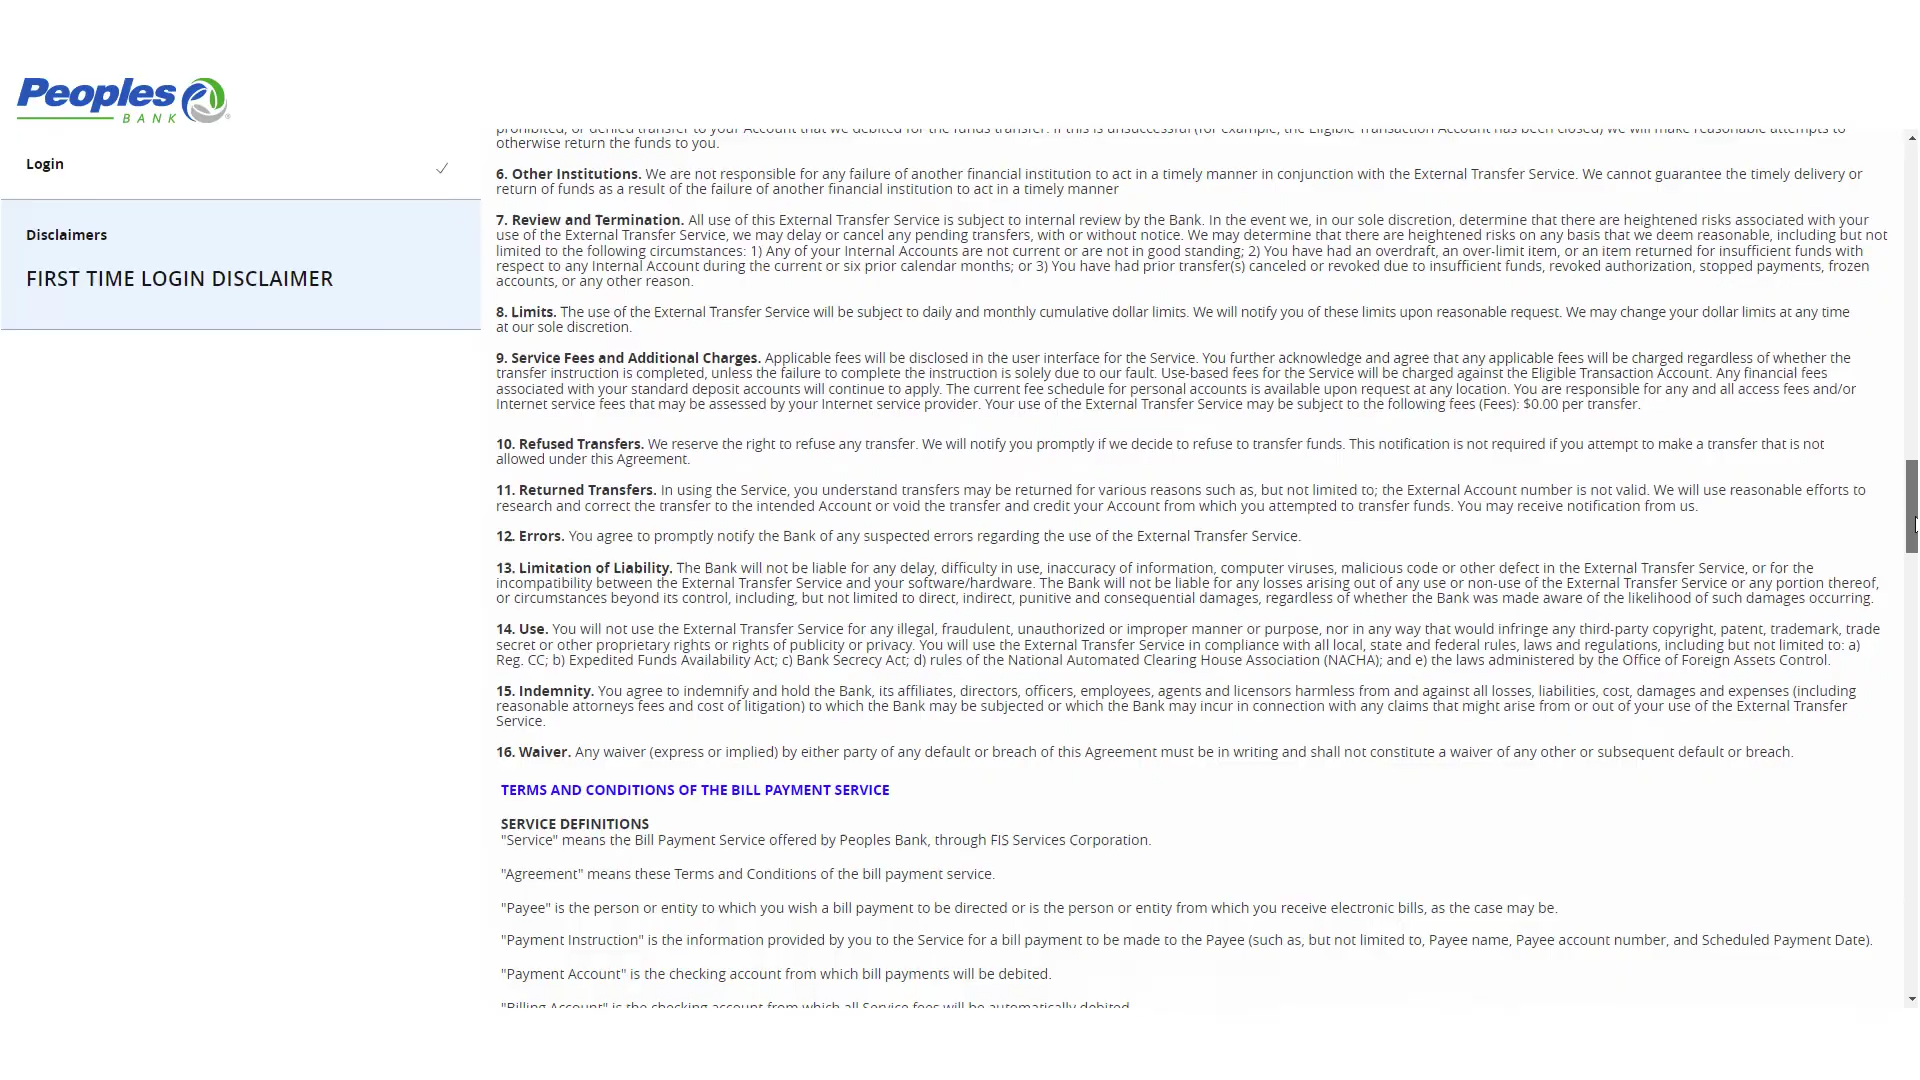 Peoples
BANK
Login
Disclaimers
FIRST TIME LOGIN DISCLAIMER
prohibited, or denied transfer to your Account that we debited for the funds transfer. If this is unsuccessful (for example, the Eligible Transaction Account has been closed) we will make reasonable attempts to
otherwise return the funds to you.
6. Other Institutions. We are not responsible for any failure of another financial institution to act in a timely manner in conjunction with the External Transfer Service. We cannot guarantee the timely delivery or
return of funds as a result of the failure of another financial institution to act in a timely manner
7. Review and Termination. All use of this External Transfer Service is subject to internal review by the Bank. In the event we, in our sole discretion, determine that there are heightened risks associated with your
use of the External Transfer Service, we may delay or cancel any pending transfers, with or without notice. We may determine that there are heightened risks on any basis that we deem reasonable, including but not
limited to the following circumstances: 1) Any of your Internal Accounts are not current or are not in good standing; 2) You have had an overdraft, an over-limit item, or an item returned for insufficient funds with
respect to any Internal Account during the current or six prior calendar months; or 3) You have had prior transfer(s) canceled or revoked due to insufficient funds, revoked authorization, stopped payments, frozen
accounts, or any other reason.
8. Limits. The use of the External Transfer Service will be subject to daily and monthly cumulative dollar limits. We will notify you of these limits upon reasonable request. We may change your dollar limits at any time
at our sole discretion.
9. Service Fees and Additional Charges. Applicable fees will be disclosed in the user interface for the Service. You further acknowledge and agree that any applicable fees will be charged regardless of whether the
transfer instruction is completed, unless the failure to complete the instruction is solely due to our fault. Use-based fees for the Service will be charged against the Eligible Transaction Account. Any financial fees
associated with your standard deposit accounts will continue to apply. The current fee schedule for personal accounts is available upon request at any location. You are responsible for any and all access fees and/or
Internet service fees that may be assessed by your Internet service provider. Your use of the External Transfer Service may be subject to the following fees (Fees): $0.00 per transfer.
10. Refused Transfers. We reserve the right to refuse any transfer. We will notify you promptly if we decide to refuse to transfer funds. This notification is not required if you attempt to make a transfer that is not
allowed under this Agreement.
11. Returned Transfers. In using the Service, you understand transfers may be returned for various reasons such as, but not limited to; the External Account number is not valid. We will use reasonable efforts to
research and correct the transfer to the intended Account or void the transfer and credit your Account from which you attempted to transfer funds. You may receive notification from us.
12. Errors. You agree to promptly notify the Bank of any suspected errors regarding the use of the External Transfer Service.
13. Limitation of Liability. The Bank will not be liable for any delay, difficulty in use, inaccuracy of information, computer viruses, malicious code or other defect in the External Transfer Service, or for the
incompatibility between the External Transfer Service and your software/hardware. The Bank will not be liable for any losses arising out of any use or non-use of the External Transfer Service or any portion thereof,
or circumstances beyond its control, including, but not limited to direct, indirect, punitive and consequential damages, regardless of whether the Bank was made aware of the likelihood of such damages occurring.
14. Use. You will not use the External Transfer Service for any illegal, fraudulent, unauthorized or improper manner or purpose, nor in any way that would infringe any third-party copyright, patent, trademark, trade
secret or other proprietary rights or rights of publicity or privacy. You will use the External Transfer Service in compliance with all local, state and federal rules, laws and regulations, including but not limited to: a)
Reg. CC; b) Expedited Funds Availability Act; c) Bank Secrecy Act; d) rules of the National Automated Clearing House Association (NACHA); and e) the laws administered by the Office of Foreign Assets Control.
15. Indemnity. You agree to indemnify and hold the Bank, its affiliates, directors, officers, employees, agents and licensors harmless from and against all losses, liabilities, cost, damages and expenses (including
reasonable attorneys fees and cost of litigation) to which the Bank may be subjected or which the Bank may incur in connection with any claims that might arise from or out of your use of the External Transfer
Service.
16. Waiver. Any waiver (express or implied) by either party of any default or breach of this Agreement must be in writing and shall not constitute a waiver of any other or subsequent default or breach.
TERMS AND CONDITIONS OF THE BILL PAYMENT SERVICE
SERVICE DEFINITIONS
"Service" means the Bill Payment Service offered by Peoples Bank, through FIS Services Corporation.
"Agreement" means these Terms and Conditions of the bill payment service.
"Payee" is the person or entity to which you wish a bill payment to be directed or is the person or entity from which you receive electronic bills, as the case may be.
"Payment Instruction" is the information provided by you to the Service for a bill payment to be made to the Payee (such as, but not limited to, Payee name, Payee account number, and Scheduled Payment Date).
"Payment Account" is the checking account from which bill payments will be debited.
"Billing Account" is the checking account from which all Service fees will be automatically debited.